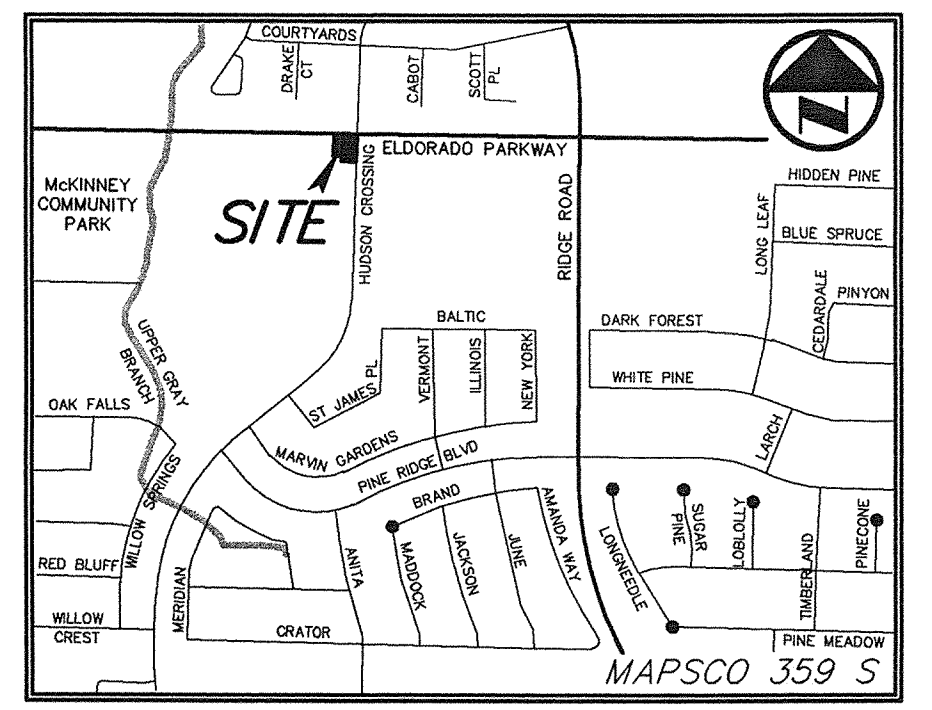 COURTYARDS
DRAKE
CT
CABOT
SCOTT
PL
N
ELDORADO PARKWAY
McKINNEY
COMMUNITY
PARK
SITE
HUDSON CROSSING
RIDGE ROAD
HIDDEN PINE
LONG LEAF
BLUE SPRUCE
CEDARDALE
PINYON
UPPER GRAY
BRANCH
BALTIC
DARK FOREST
ST JAMES PL
VERMONT
ILLINOIS
NEW YORK
WHITE PINE
OAK FALLS
MARVIN GARDENS
LARCH
PINE RIDGE BLVD
WILLOW SPRINGS
BRAND
AMANDA WAY
SUGAR
PINE
LOBLOLLY
PINECONE
RED BLUFF
ANITA
MADDOCK
JACKSON
JUNE
LONGNEEDLE
TIMBERLAND
MERIDIAN
WILLOW
CREST
CRATOR
PINE MEADOW
MAPSCO 359 S